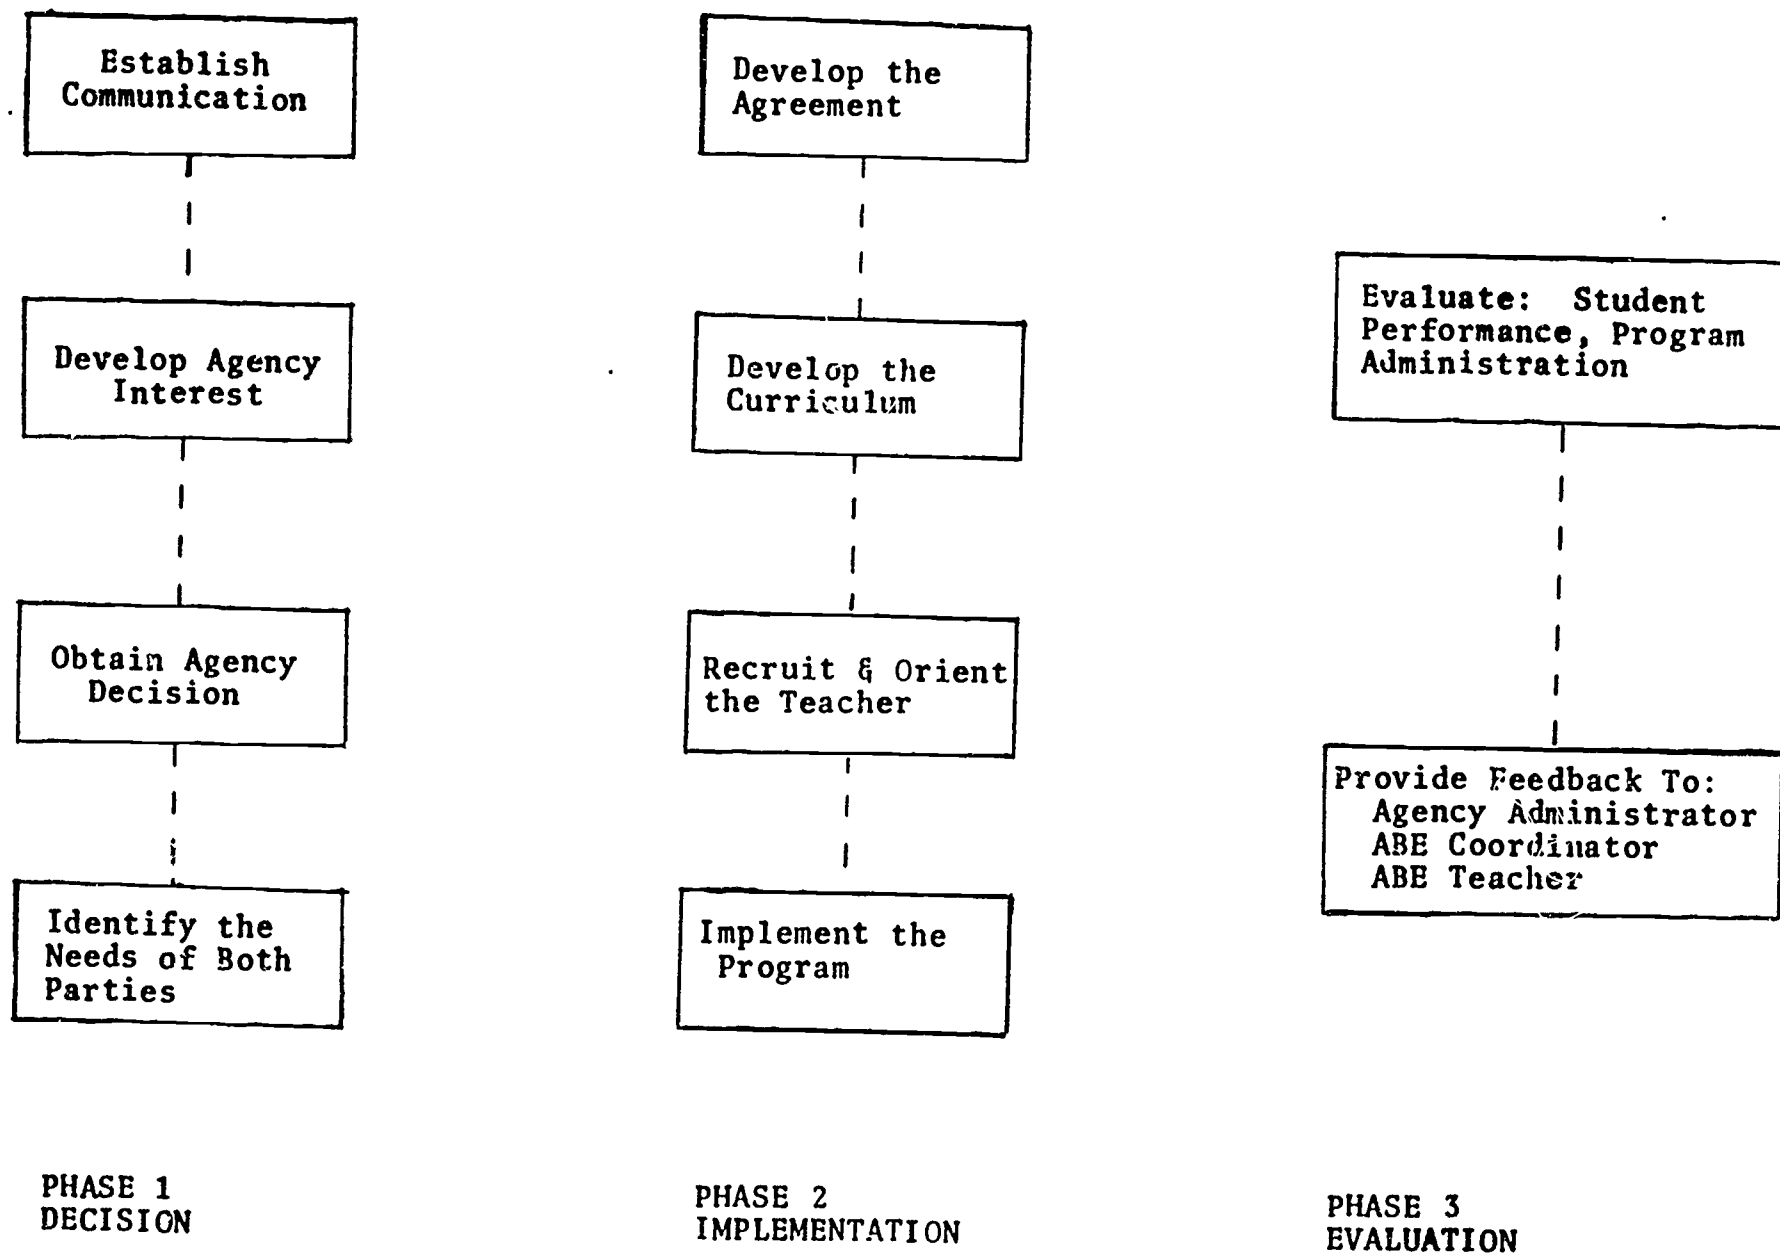 Establish
Communication
Develop Agency
Interest
Obtain Agency
Decision
Identify the
Needs of Both
Parties
PHASE 1
DECISION
Develop the
Agreement
Develop the
Curriculum
Recruit & Orient
the Teacher
Implement the
Program
PHASE 2
IMPLEMENTATION
Evaluate: Student
Performance, Program
Administration
Provide Feedback To:
Agency Administrator
ABE Coordinator
ABE Teacher
PHASE 3
EVALUATION